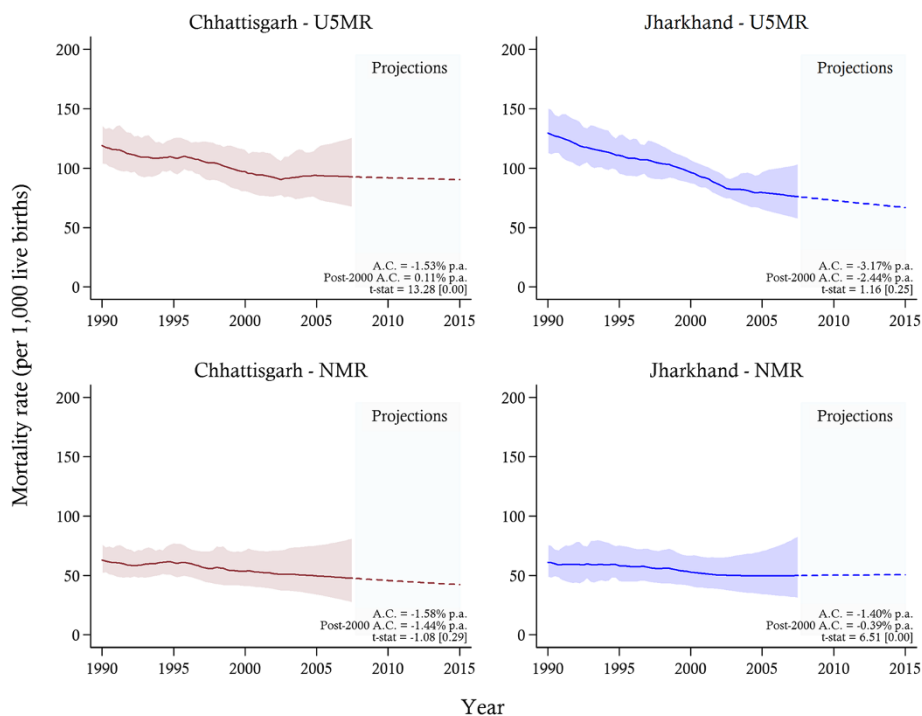 Chhattisgarh - U5MR
200
150
100
50
0
Projections
A.C. = -1.53% p.a.
Post-2000 A.C. = 0.11% p.a.
t-stat = 13.28 [0.00]
1990 1995 2000 2005 2010 2015
Jharkhand - U5MR
200
150
100
50
0
Projections
A.C. = -3.17% p.a.
Post-2000 A.C. = -2.44% p.a.
t-stat = 1.16 [0.25]
1990 1995 2000 2005 2010 2015
Mortality rate (per 1,000 live births)
Chhattisgarh - NMR
200
150
100
50
0
Projections
A.C. = -1.58% p.a.
Post-2000 A.C. = -1.44% p.a.
t-stat = -1.08 [0.29]
1990 1995 2000 2005 2010 2015
Jharkhand - NMR
200
150
100
50
0
Projections
A.C. = -1.40% p.a.
Post-2000 A.C. = -0.39% p.a.
t-stat = 6.51 [0.00]
1990 1995 2000 2005 2010 2015
Year